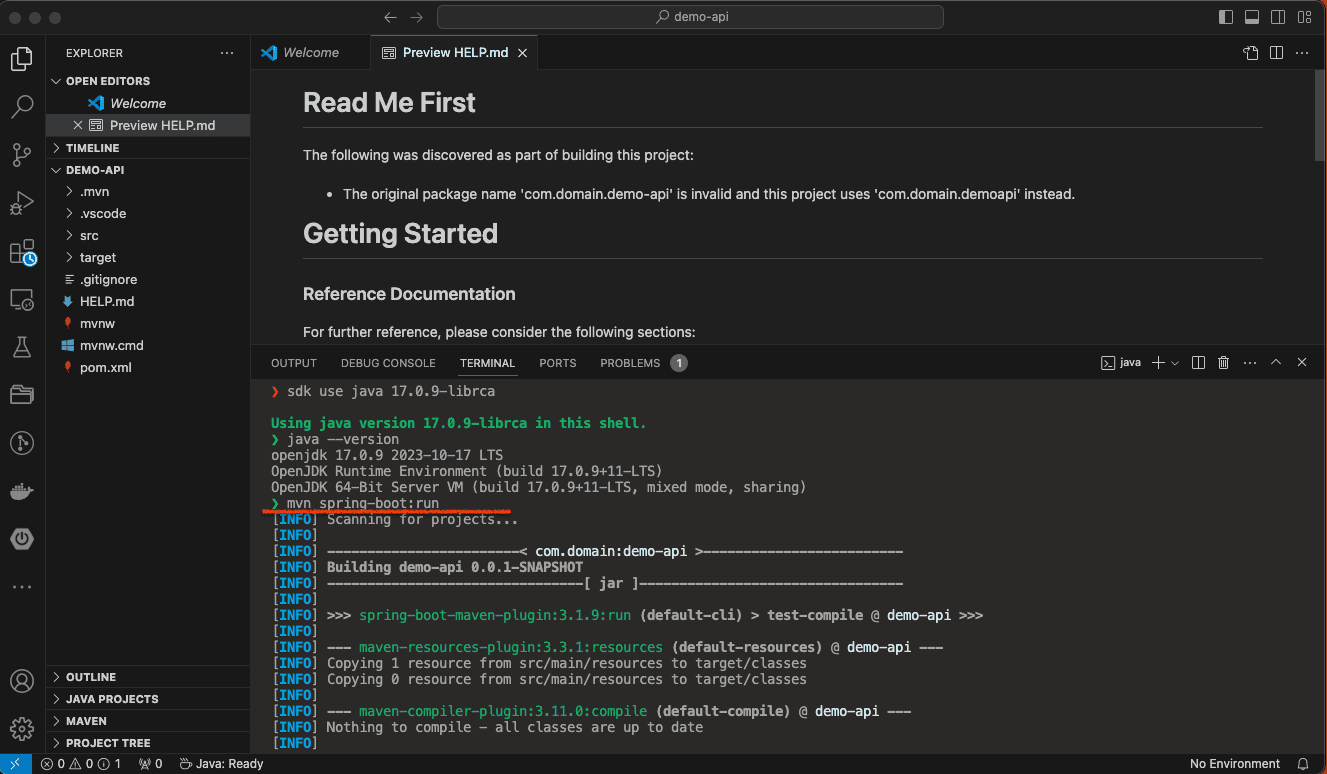 demo-api
EXPLORER
OPEN EDITORS
Welcome
Preview HELP.md
TIMELINE
DEMO-API
.mvn
.vscode
src
target
.gitignore
HELP.md
mvnw
mvnw.cmd
pom.xml
OUTLINE
JAVA PROJECTS
MAVEN
PROJECT TREE
Welcome
Preview HELP.md
Read Me First
The following was discovered as part of building this project:
• The original package name 'com.domain.demo-api' is invalid and this project uses 'com.domain.demoapi' instead.
Getting Started
Reference Documentation
For further reference, please consider the following sections:
OUTPUT DEBUG CONSOLE TERMINAL PORTS PROBLEMS 1 java
❯ sdk use java 17.0.9-librca
Using java version 17.0.9-librca in this shell.
❯ java --version
openjdk 17.0.9 2023-10-17 LTS
OpenJDK Runtime Environment (build 17.0.9+11-LTS)
OpenJDK 64-Bit Server VM (build 17.0.9+11-LTS, mixed mode, sharing)
❯ mvn spring-boot:run
[INFO] Scanning for projects...
[INFO]
[INFO] ------------------------< com.domain:demo-api >-------------------------
[INFO] Building demo-api 0.0.1-SNAPSHOT
[INFO] --------------------------------[ jar ]---------------------------------
[INFO]
[INFO] >>> spring-boot-maven-plugin:3.1.9:run (default-cli) > test-compile @ demo-api >>>
[INFO]
[INFO] --- maven-resources-plugin:3.3.1:resources (default-resources) @ demo-api ---
[INFO] Copying 1 resource from src/main/resources to target/classes
[INFO] Copying 0 resource from src/main/resources to target/classes
[INFO]
[INFO] --- maven-compiler-plugin:3.11.0:compile (default-compile) @ demo-api ---
[INFO] Nothing to compile - all classes are up to date
[INFO]
0 0 1 0 Java: Ready No Environment